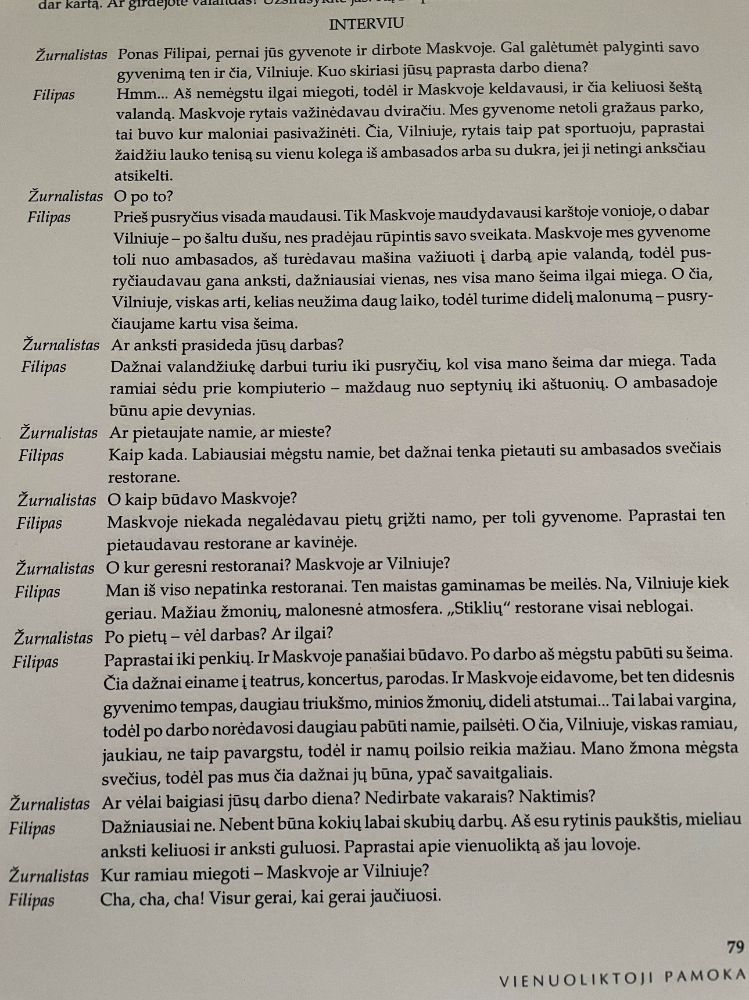 dar kartą. Ar girdėjote valandas?
INTERVIU
Žurnalistas Ponas Filipai, pernai jūs gyvenote ir dirbote Maskvoje. Gal galėtumėt palyginti savo
gyvenimą ten ir čia, Vilniuje. Kuo skiriasi jūsų paprasta darbo diena?
Filipas Hmm... Aš nemėgstu ilgai miegoti, todėl ir Maskvoje keldavausi, ir čia keliuosi šeštą
valandą. Maskvoje rytais važinėdavau dviračiu. Mes gyvenome netoli gražaus parko,
tai buvo kur maloniai pasivažinėti. Čia, Vilniuje, rytais taip pat sportuoju, paprastai
žaidžiu lauko tenisą su vienu kolega iš ambasados arba su dukra, jei ji netingi anksčiau
atsikelti.
Žurnalistas O po to?
Filipas Prieš pusryčius visada maudausi. Tik Maskvoje maudydavausi karštoje vonioje, o dabar
Vilniuje – po šaltu dušu, nes pradėjau rūpintis savo sveikata. Maskvoje mes gyvenome
toli nuo ambasados, aš turėdavau mašina važiuoti į darbą apie valandą, todėl pus-
ryčiaudavau gana anksti, dažniausiai vienas, nes visa mano šeima ilgai miega. O čia,
Vilniuje, viskas arti, kelias neužima daug laiko, todėl turime didelį malonumą – pusry-
čiaujame kartu visa šeima.
Žurnalistas Ar anksti prasideda jūsų darbas?
Filipas Dažnai valandžiukę darbui turiu iki pusryčių, kol visa mano šeima dar miega. Tada
ramiai sėdu prie kompiuterio – maždaug nuo septynių iki aštuonių. O ambasadoje
būnu apie devynias.
Žurnalistas Ar pietaujate namie, ar mieste?
Filipas Kaip kada. Labiausiai mėgstu namie, bet dažnai tenka pietauti su ambasados svečiais
restorane.
Žurnalistas O kaip būdavo Maskvoje?
Filipas Maskvoje niekada negalėdavau pietų grįžti namo, per toli gyvenome. Paprastai ten
pietaudavau restorane ar kavinėje.
Žurnalistas O kur geresni restoranai? Maskvoje ar Vilniuje?
Filipas Man iš viso nepatinka restoranai. Ten maistas gaminamas be meilės. Na, Vilniuje kiek
geriau. Mažiau žmonių, malonesnė atmosfera. „Stiklių“ restorane visai neblogai.
Žurnalistas Po pietų – vėl darbas? Ar ilgai?
Filipas Paprastai iki penkių. Ir Maskvoje panašiai būdavo. Po darbo aš mėgstu pabūti su šeima.
Čia dažnai einame į teatrus, koncertus, parodas. Ir Maskvoje eidavome, bet ten didesnis
gyvenimo tempas, daugiau triukšmo, minios žmonių, dideli atstumai... Tai labai vargina,
todėl po darbo norėdavosi daugiau pabūti namie, pailsėti. O čia, Vilniuje, viskas ramiau,
jaukiau, ne taip pavargstu, todėl ir namų poilsio reikia mažiau. Mano žmona mėgsta
svečius, todėl pas mus čia dažnai jų būna, ypač savaitgaliais.
Žurnalistas Ar vėlai baigiasi jūsų darbo diena? Nedirbate vakarais? Naktimis?
Filipas Dažniausiai ne. Nebent būna kokių labai skubių darbų. Aš esu rytinis paukštis, mieliau
anksti keliuosi ir anksti guluosi. Paprastai apie vienuoliktą aš jau lovoje.
Žurnalistas Kur ramiau miegoti – Maskvoje ar Vilniuje?
Filipas Cha, cha, cha! Visur gerai, kai gerai jaučiuosi.
79
VIENUOLIKTOJI PAMOKA